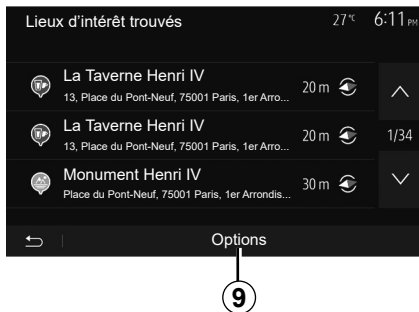 Lieux d'intérêt trouvés 27 °C 6:11 PM
La Taverne Henri IV 20 m
13, Place du Pont-Neuf, 75001 Paris, 1er Arro...
La Taverne Henri IV 20 m
13, Place du Pont-Neuf, 75001 Paris, 1er Arro...
1/34
Monument Henri IV 30 m
Place du Pont-Neuf, 75001 Paris, 1er Arrondis...
Options
9